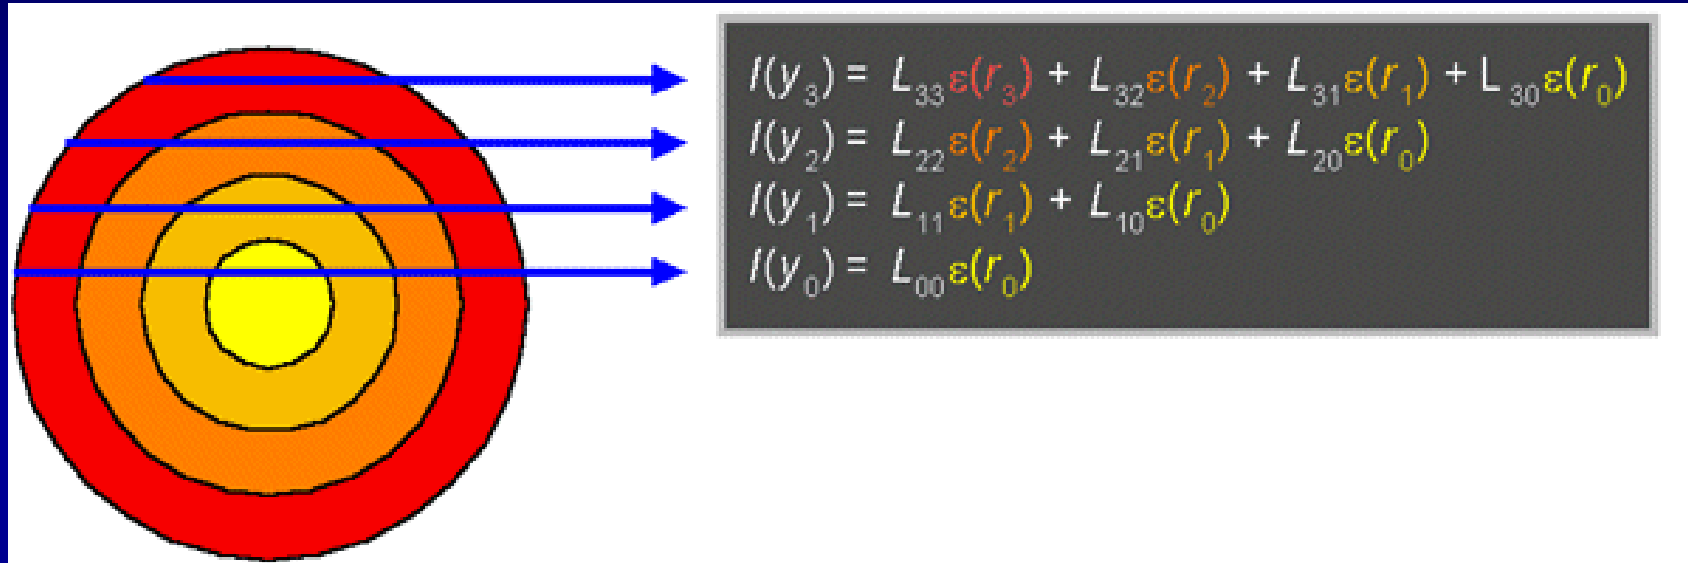 I(y₃) = L₃₃ε(r₃) + L₃₂ε(r₂) + L₃₁ε(r₁) + L₃₀ε(r₀)
I(y₂) = L₂₂ε(r₂) + L₂₁ε(r₁) + L₂₀ε(r₀)
I(y₁) = L₁₁ε(r₁) + L₁₀ε(r₀)
I(y₀) = L₀₀ε(r₀)